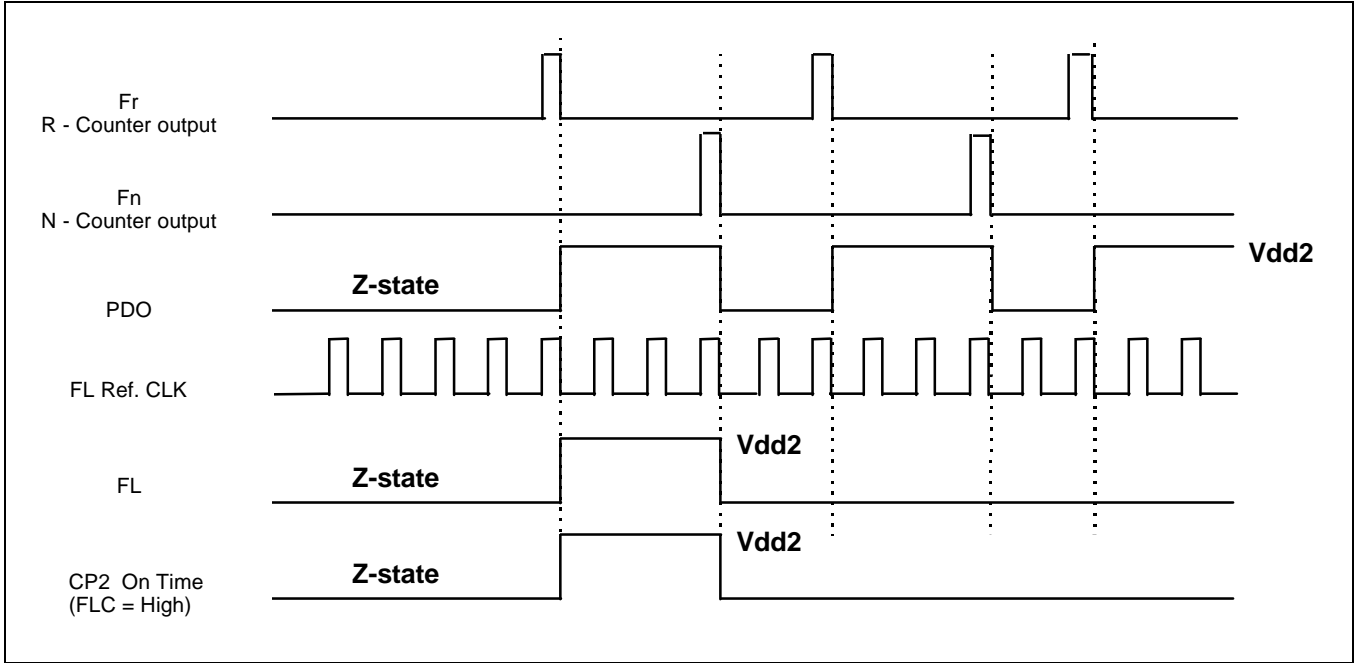 Fr
R - Counter output
Fn
N - Counter output
Vdd2
Z-state
PDO
FL Ref. CLK
Vdd2
Z-state
FL
Vdd2
Z-state
CP2 On Time
(FLC = High)